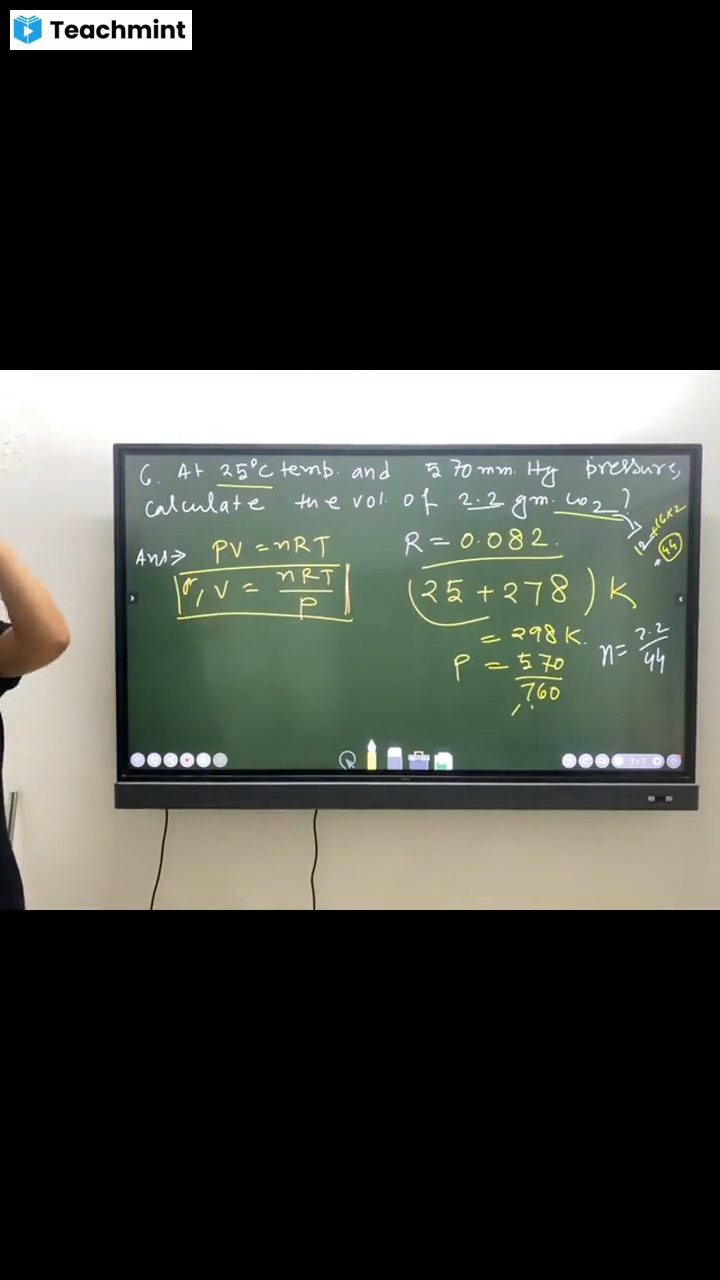 Teachmint
6. At 25°C temb. and 570 mm. Hg pressure,
calculate the vol. of 2.2 gm. CO2?
12+16×2
44
Ans⇒ PV = nRT
R = 0.082.
or, V = nRT/P
(25 + 278) K
= 298 K.
P = 570/760
n = 2.2/44